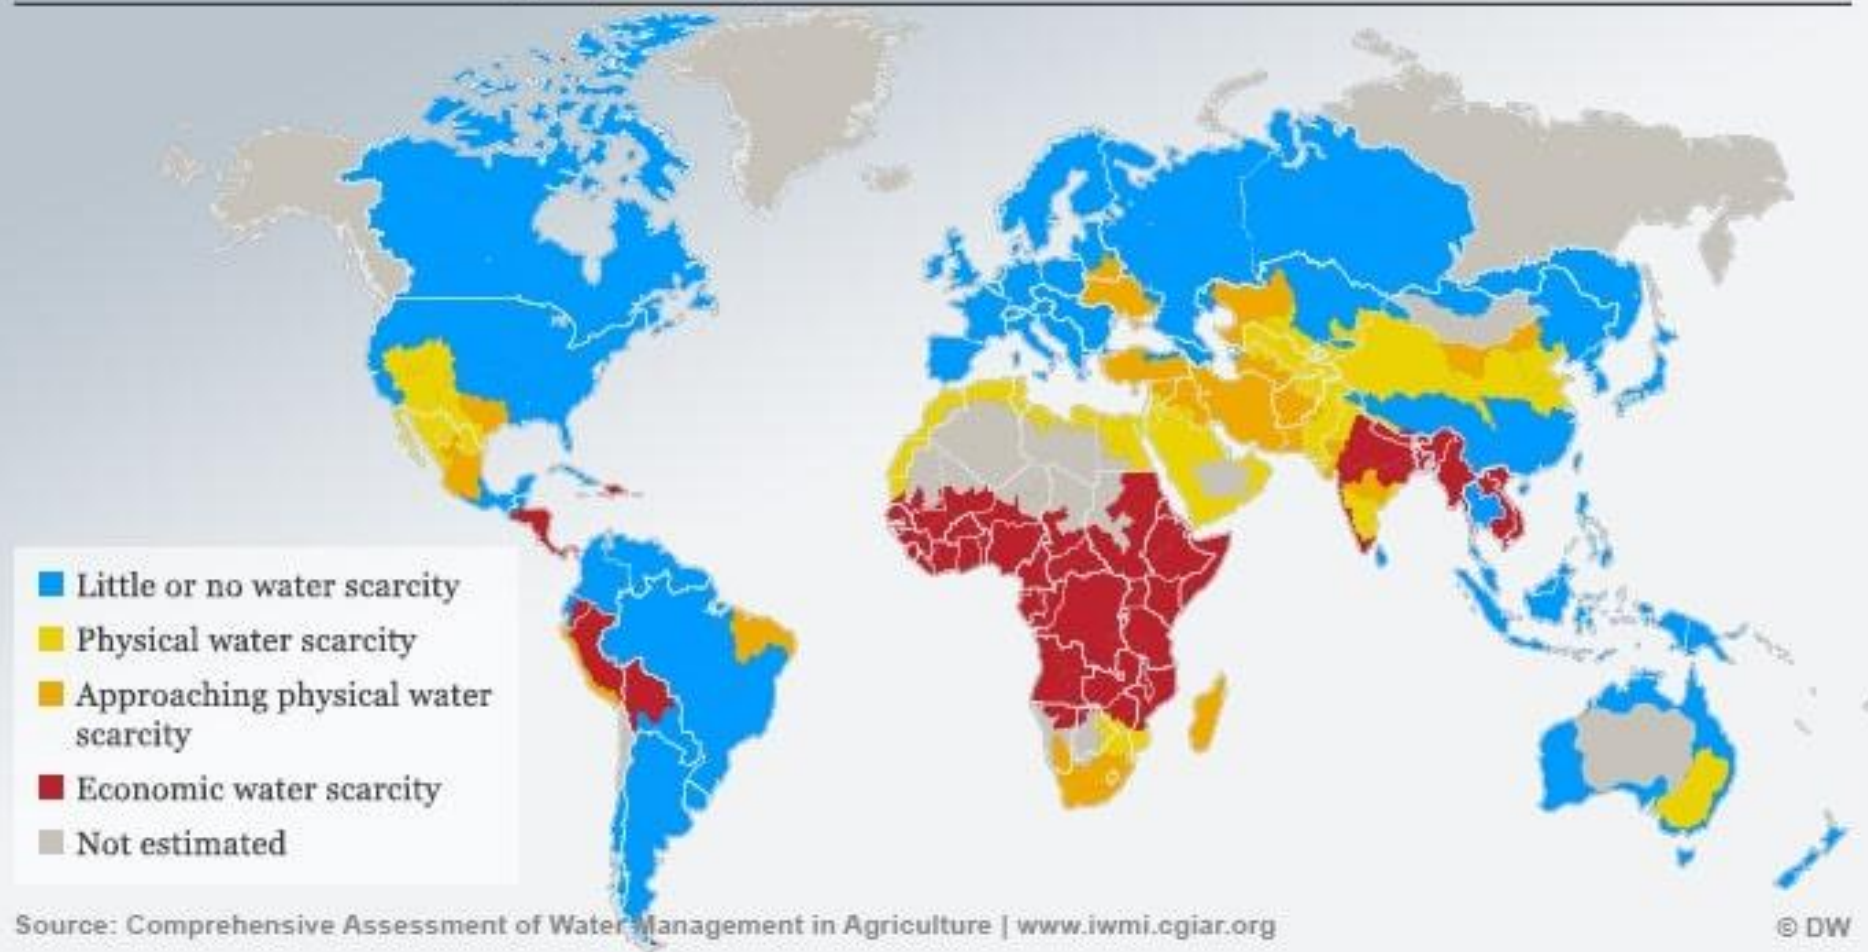 Little or no water scarcity
Physical water scarcity
Approaching physical water
scarcity
Economic water scarcity
Not estimated
Source: Comprehensive Assessment of Water Management in Agriculture | www.iwmi.cgiar.org
© DW